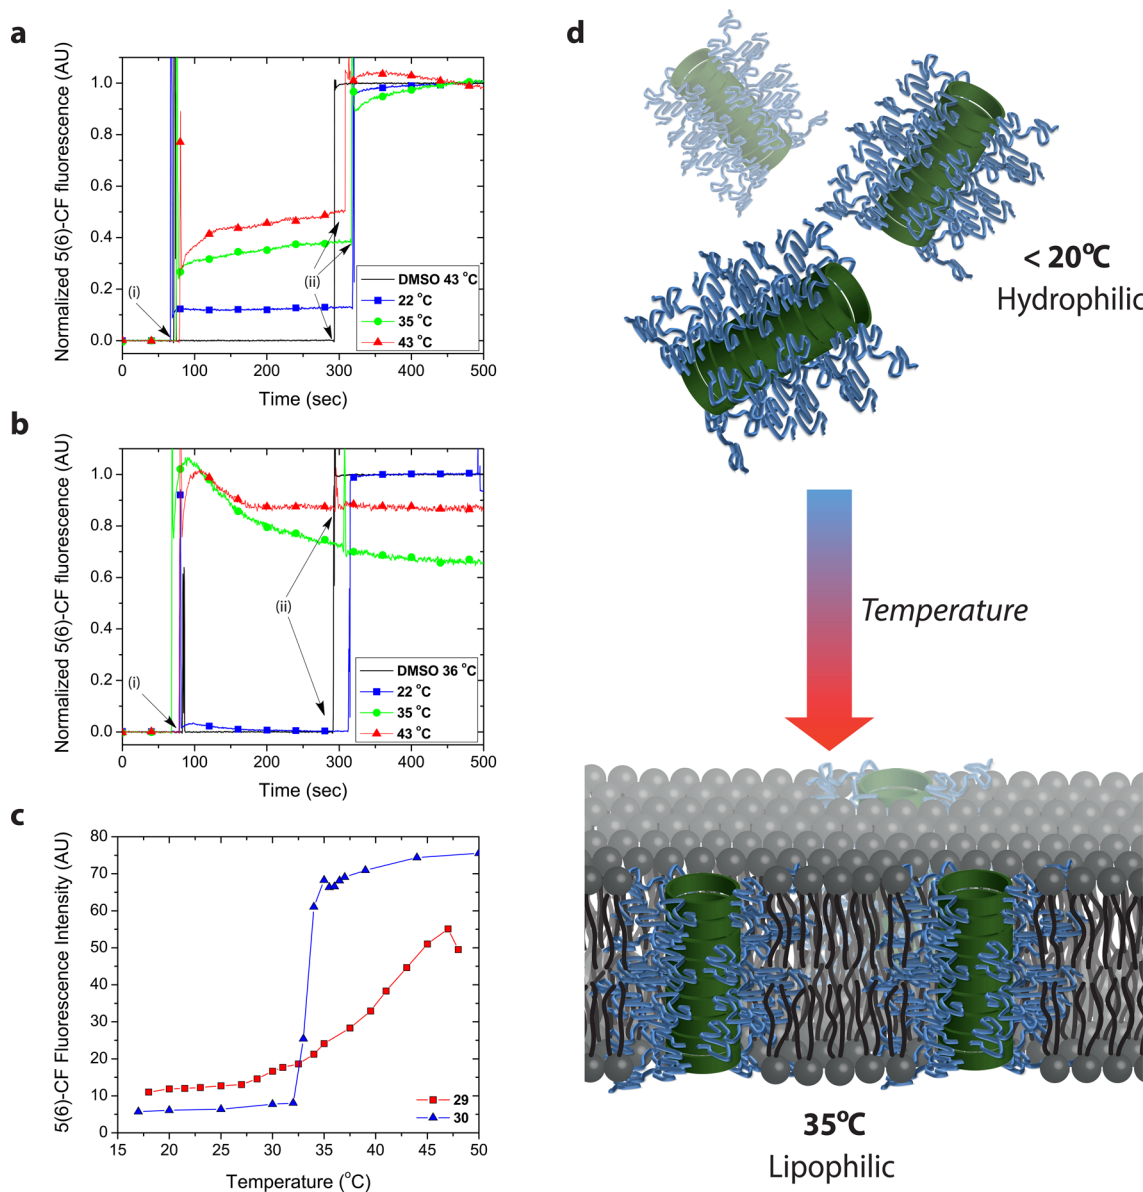 a
Normalized 5(6)-CF fluorescence (AU)
1.0
0.8
0.6
0.4
0.2
0.0
(i)
(ii)
DMSO 43 °C
22 °C
35 °C
43 °C
0 100 200 300 400 500
Time (sec)
b
Normalized 5(6)-CF fluorescence (AU)
1.0
0.8
0.6
0.4
0.2
0.0
(i)
(ii)
DMSO 36 °C
22 °C
35 °C
43 °C
0 100 200 300 400 500
Time (sec)
c
5(6)-CF Fluorescence Intensity (AU)
80
70
60
50
40
30
20
10
0
29
30
15 20 25 30 35 40 45 50
Temperature (°C)
d
< 20°C
Hydrophilic
Temperature
35°C
Lipophilic